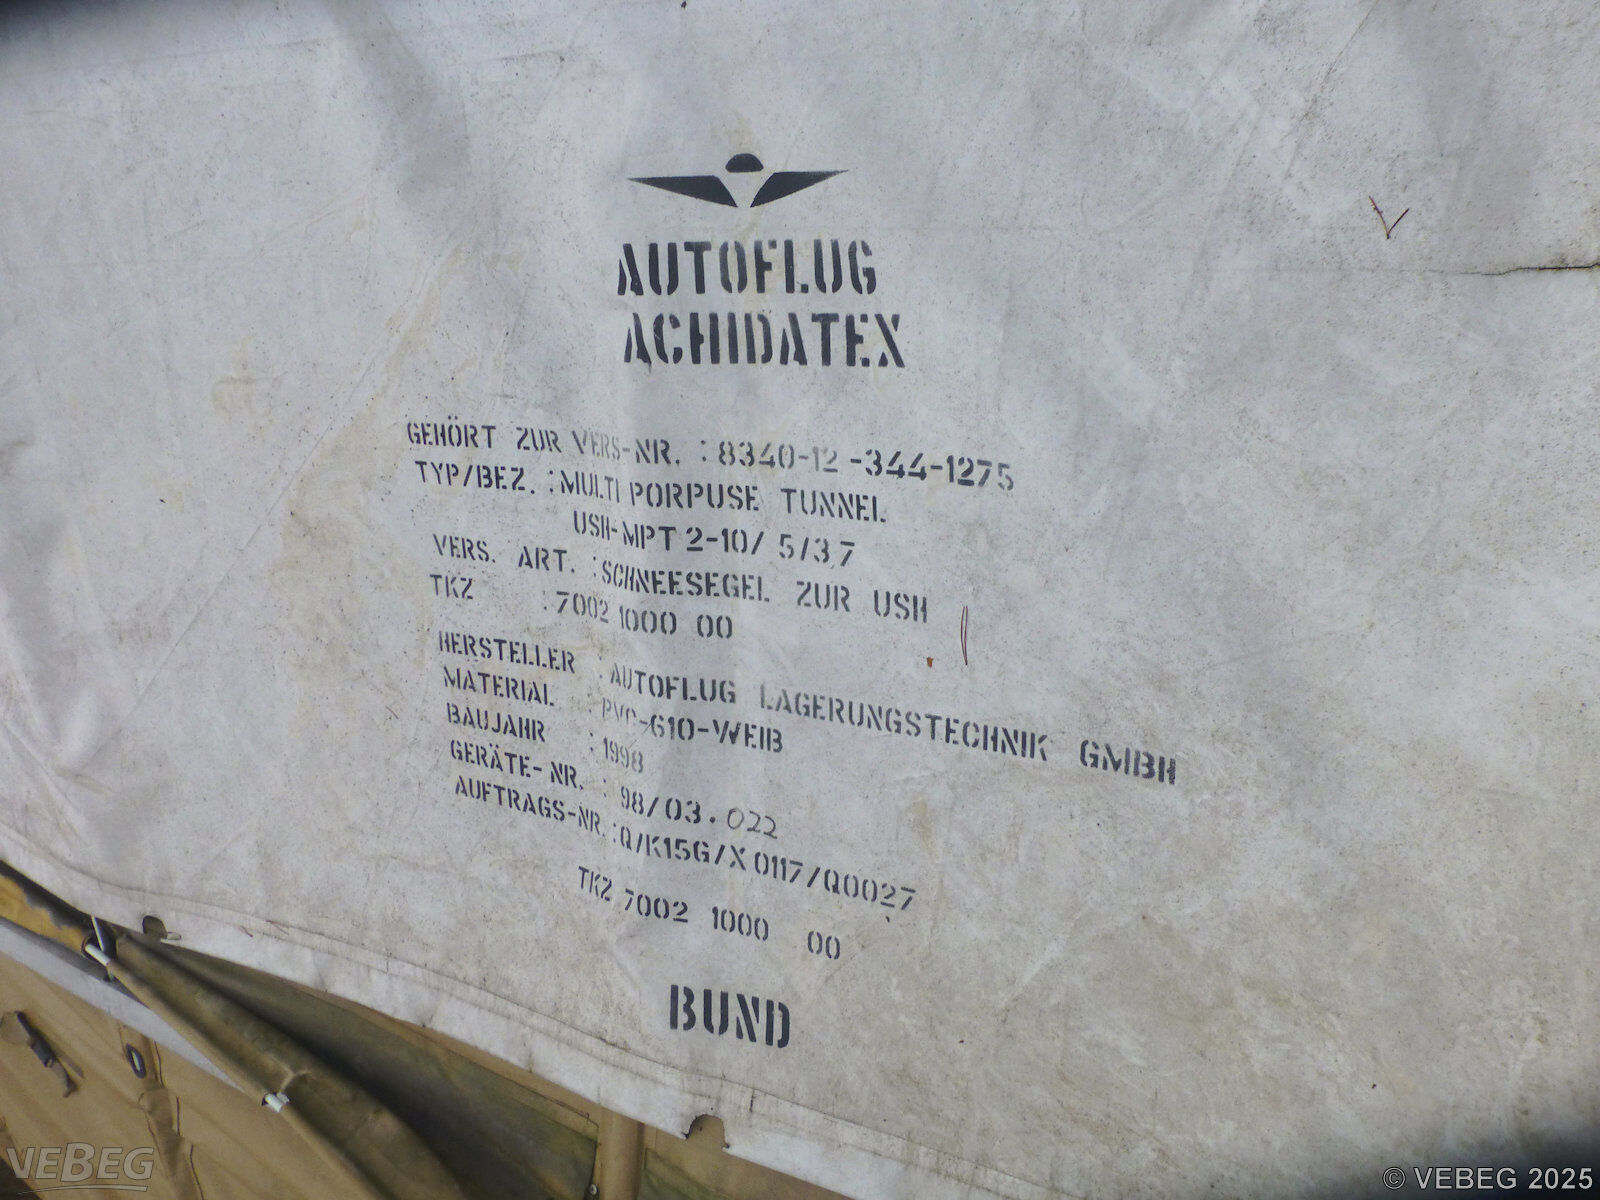 AUTOFLUG
ACHIDATEX
GEHÖRT ZUR VERS-NR. : 8340-12-344-1275
TYP/BEZ. : MULTI PORPUSE TUNNEL
USH-MPT 2-10/ 5/3,7
VERS. ART. : SCHNEESEGEL ZUR USH
TKZ : 7002 1000 00
HERSTELLER : AUTOFLUG LAGERUNGSTECHNIK GMBH
MATERIAL : PVC-610-WEIB
BAUJAHR : 1998
GERÄTE-NR. : 98/03.022
AUFTRAGS-NR. : Q/K15G/X0117/Q0027
TKZ 7002 1000 00
BUND
VEBEG
© VEBEG 2025